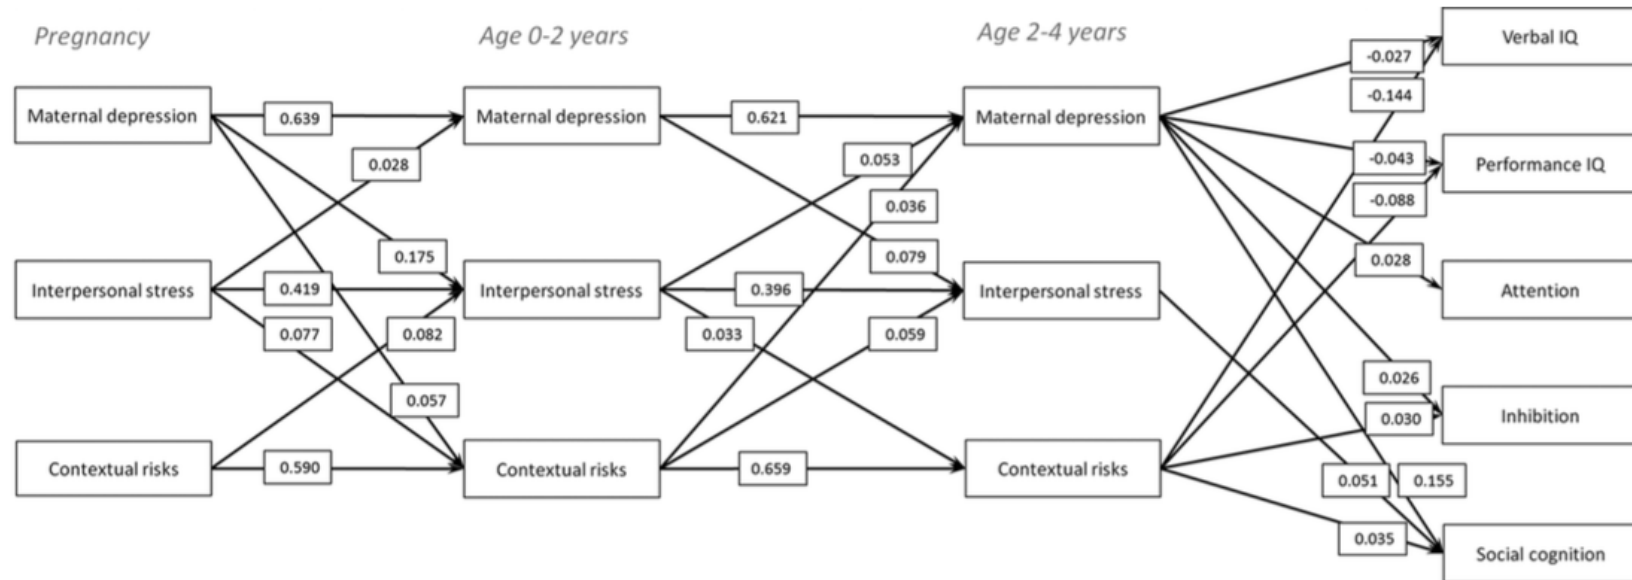 Pregnancy
Age 0-2 years
Age 2-4 years
Verbal IQ
-0.027
-0.144
Maternal depression
0.639
Maternal depression
0.621
Maternal depression
0.028
0.053
-0.043
Performance IQ
0.036
-0.088
0.175
0.079
0.028
Interpersonal stress
0.419
Interpersonal stress
0.396
Interpersonal stress
Attention
0.077
0.082
0.033
0.059
0.057
0.026
0.030
Inhibition
Contextual risks
0.590
Contextual risks
0.659
Contextual risks
0.051
0.155
0.035
Social cognition